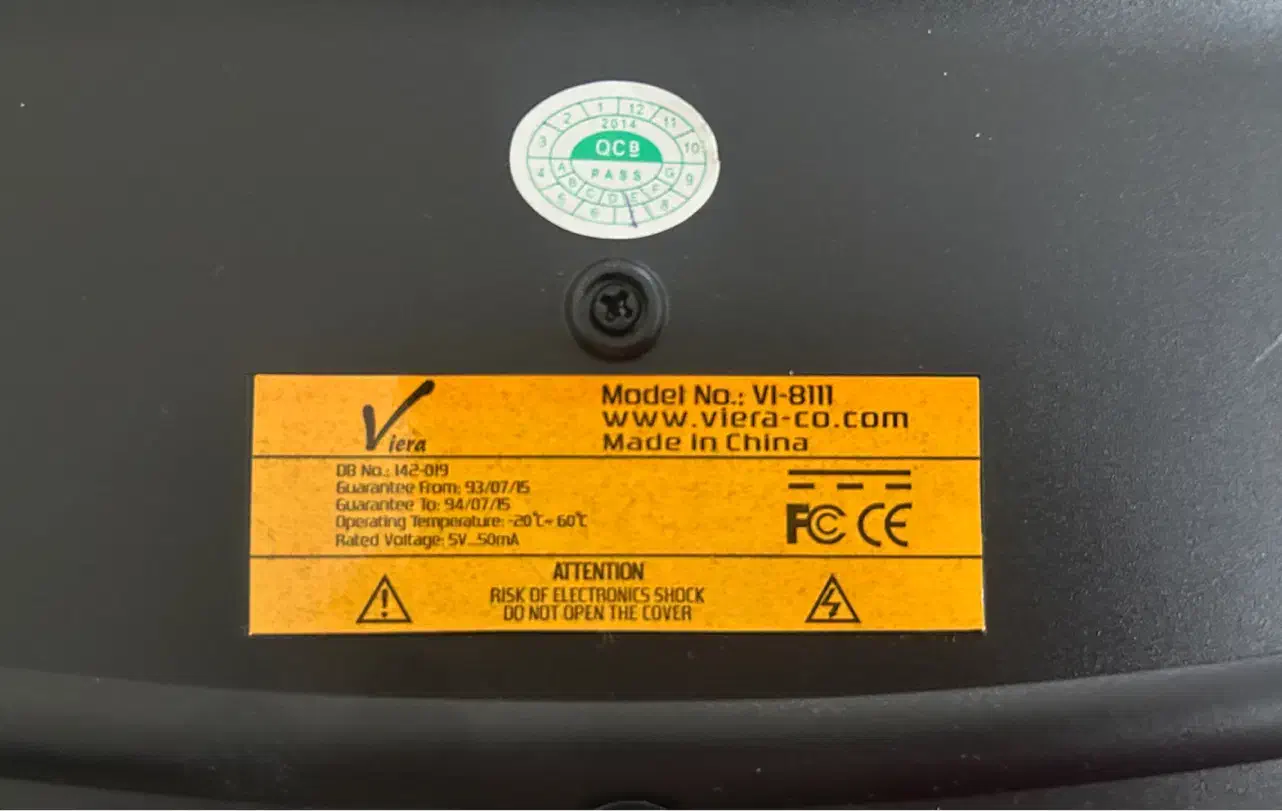 1 12 11 10 9 8 7 6 5 4 3 2
2014
QCB
PASS
A B C D E F G
Viera
Model No.: VI-8111
www.viera-co.com
Made in China
DB No.: 142-019
Guarantee From: 93/07/15
Guarantee To: 94/07/15
Operating Temperature: -20℃~ 60℃
Rated Voltage: 5V...50mA
FC CE
ATTENTION
RISK OF ELECTRONICS SHOCK
DO NOT OPEN THE COVER